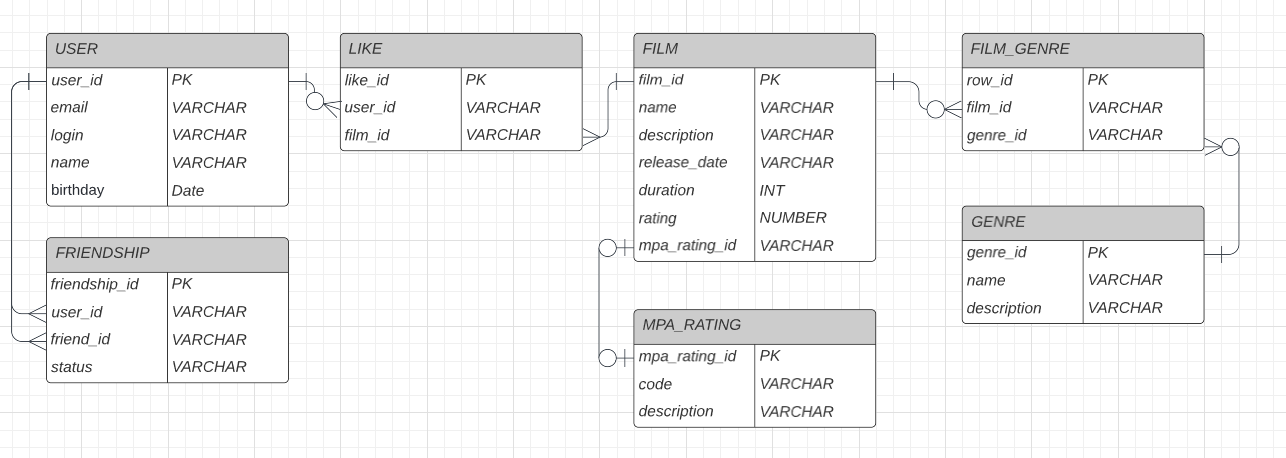 USER
user_id PK
email VARCHAR
login VARCHAR
name VARCHAR
birthday Date
LIKE
like_id PK
user_id VARCHAR
film_id VARCHAR
FILM
film_id PK
name VARCHAR
description VARCHAR
release_date VARCHAR
duration INT
rating NUMBER
mpa_rating_id VARCHAR
FILM_GENRE
row_id PK
film_id VARCHAR
genre_id VARCHAR
FRIENDSHIP
friendship_id PK
user_id VARCHAR
friend_id VARCHAR
status VARCHAR
MPA_RATING
mpa_rating_id PK
code VARCHAR
description VARCHAR
GENRE
genre_id PK
name VARCHAR
description VARCHAR